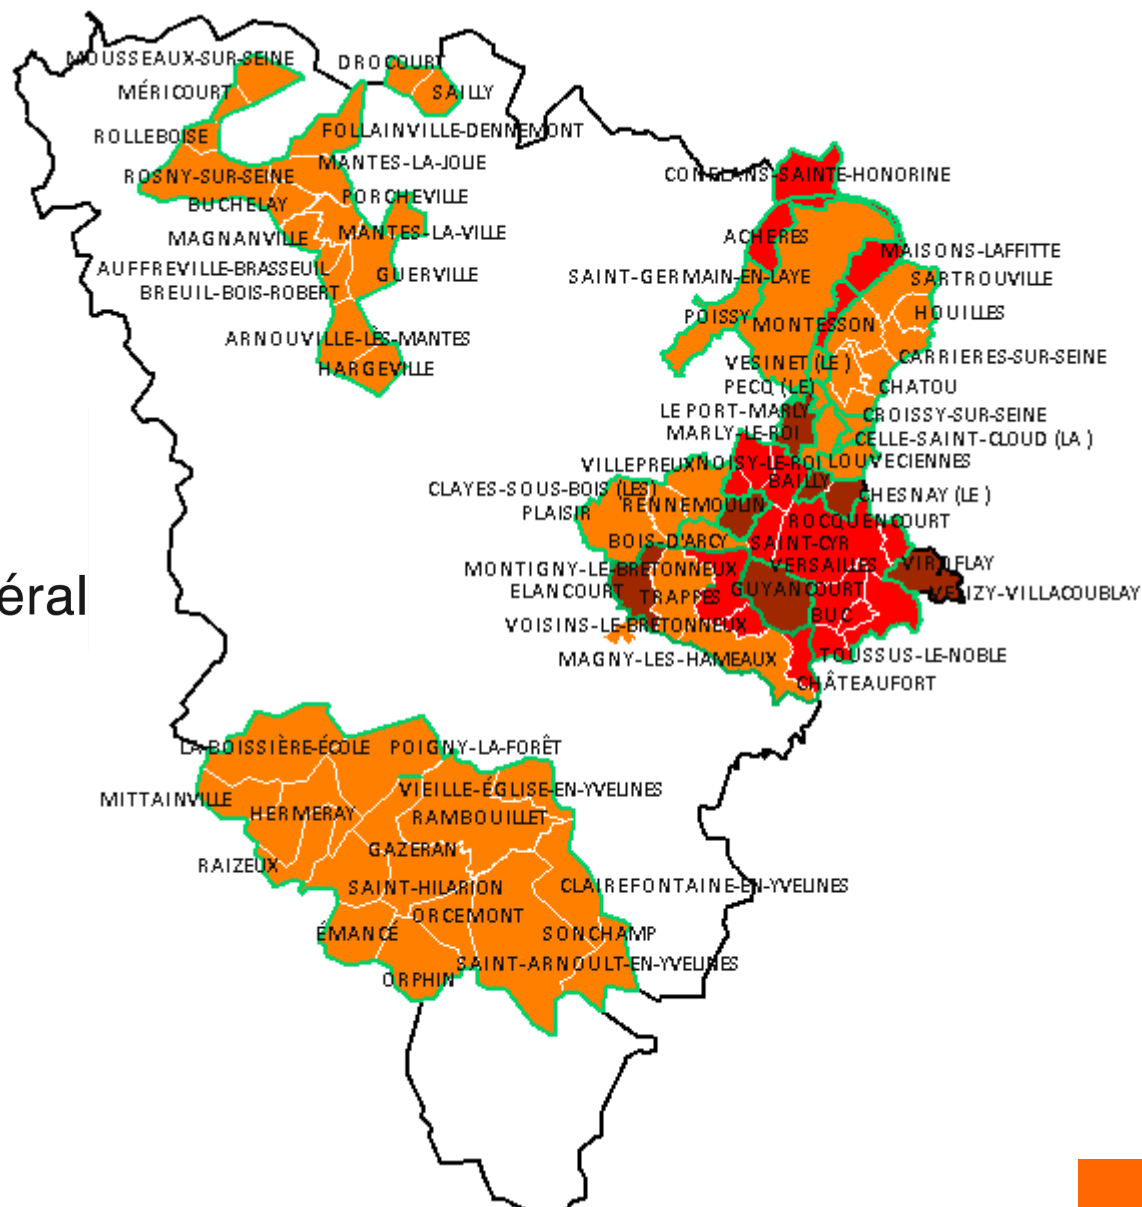 MOUSSEAUX-SUR-SEINE
DROCOURT
MÉRICOURT
SAILLY
ROLLEBOISE
FOLLAINVILLE-DENNEMONT
MANTES-LA-JOLIE
ROSNY-SUR-SEINE
CONFLANS-SAINTE-HONORINE
BUCHELAY
PORCHEVILLE
MAGNANVILLE
MANTES-LA-VILLE
ACHERES
MAISONS-LAFFITTE
AUFFREVILLE-BRASSEUIL
GUERVILLE
SAINT-GERMAIN-EN-LAYE
SARTROUVILLE
BREUIL-BOIS-ROBERT
POISSY
MONTESSON
HOUILLES
ARNOUVILLE-LÈS-MANTES
HARGEVILLE
VESINET (LE )
CARRIERES-SUR-SEINE
PECQ (LE)
CHATOU
LE PORT-MARLY
CROISSY-SUR-SEINE
MARLY-LE-ROI
CELLE-SAINT-CLOUD (LA )
VILLEPREUX
NOISY-LE-ROI
LOUVECIENNES
CLAYES-SOUS-BOIS (LES)
BAILLY
RENNEMOULIN
CHESNAY (LE )
PLAISIR
ROCQUENCOURT
BOIS-D'ARCY
SAINT-CYR
MONTIGNY-LE-BRETONNEUX
VERSAILLES
VIROFLAY
éral
ELANCOURT
TRAPPES
GUYANCOURT
VELIZY-VILLACOUBLAY
BUC
VOISINS-LE-BRETONNEUX
MAGNY-LES-HAMEAUX
TOUSSUS-LE-NOBLE
CHÂTEAUFORT
LA BOISSIÈRE-ÉCOLE
POIGNY-LA-FORÊT
MITTAINVILLE
VIEILLE-ÉGLISE-EN-YVELINES
HERMERAY
RAMBOUILLET
GAZERAN
RAIZEUX
SAINT-HILARION
CLAIREFONTAINE-EN-YVELINES
ORCEMONT
ÉMANCÉ
SONCHAMP
SAINT-ARNOULT-EN-YVELINES
ORPHIN